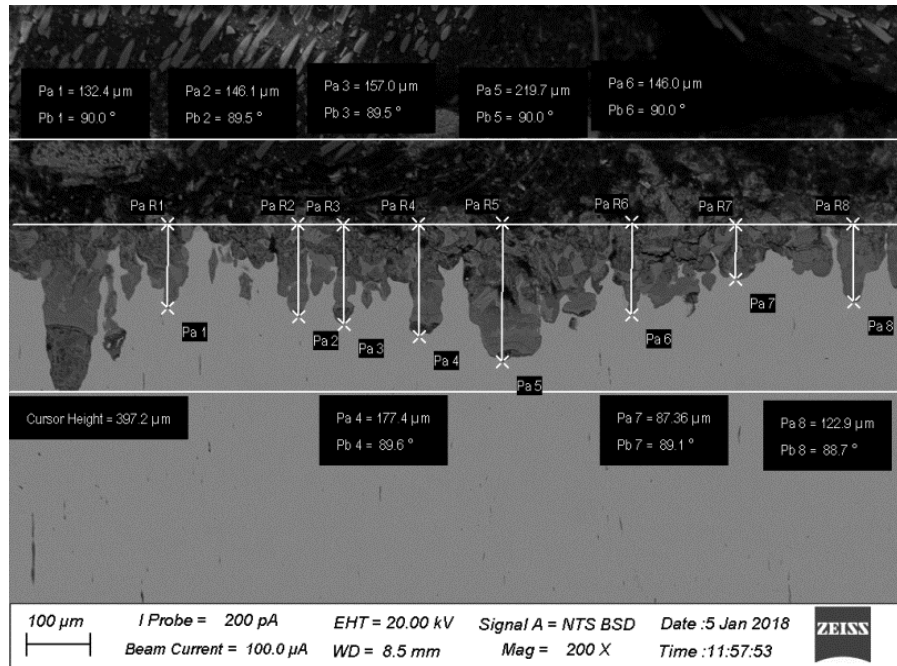 Pa 1 = 132.4 µm
Pb 1 = 90.0 °
Pa 2 = 146.1 µm
Pb 2 = 89.5 °
Pa 3 = 157.0 µm
Pb 3 = 89.5 °
Pa 5 = 219.7 µm
Pb 5 = 90.0 °
Pa 6 = 146.0 µm
Pb 6 = 90.0 °
Pa R1
Pa R2
Pa R3
Pa R4
Pa R5
Pa R6
Pa R7
Pa R8
Pa 1
Pa 2
Pa 3
Pa 4
Pa 5
Pa 6
Pa 7
Pa 8
Cursor Height = 397.2 µm
Pa 4 = 177.4 µm
Pb 4 = 89.6 °
Pa 7 = 87.36 µm
Pb 7 = 89.1 °
Pa 8 = 122.9 µm
Pb 8 = 88.7 °
100 µm
I Probe = 200 pA
Beam Current = 100.0 µA
EHT = 20.00 kV
WD = 8.5 mm
Signal A = NTS BSD
Mag = 200 X
Date :5 Jan 2018
Time :11:57:53
ZEISS